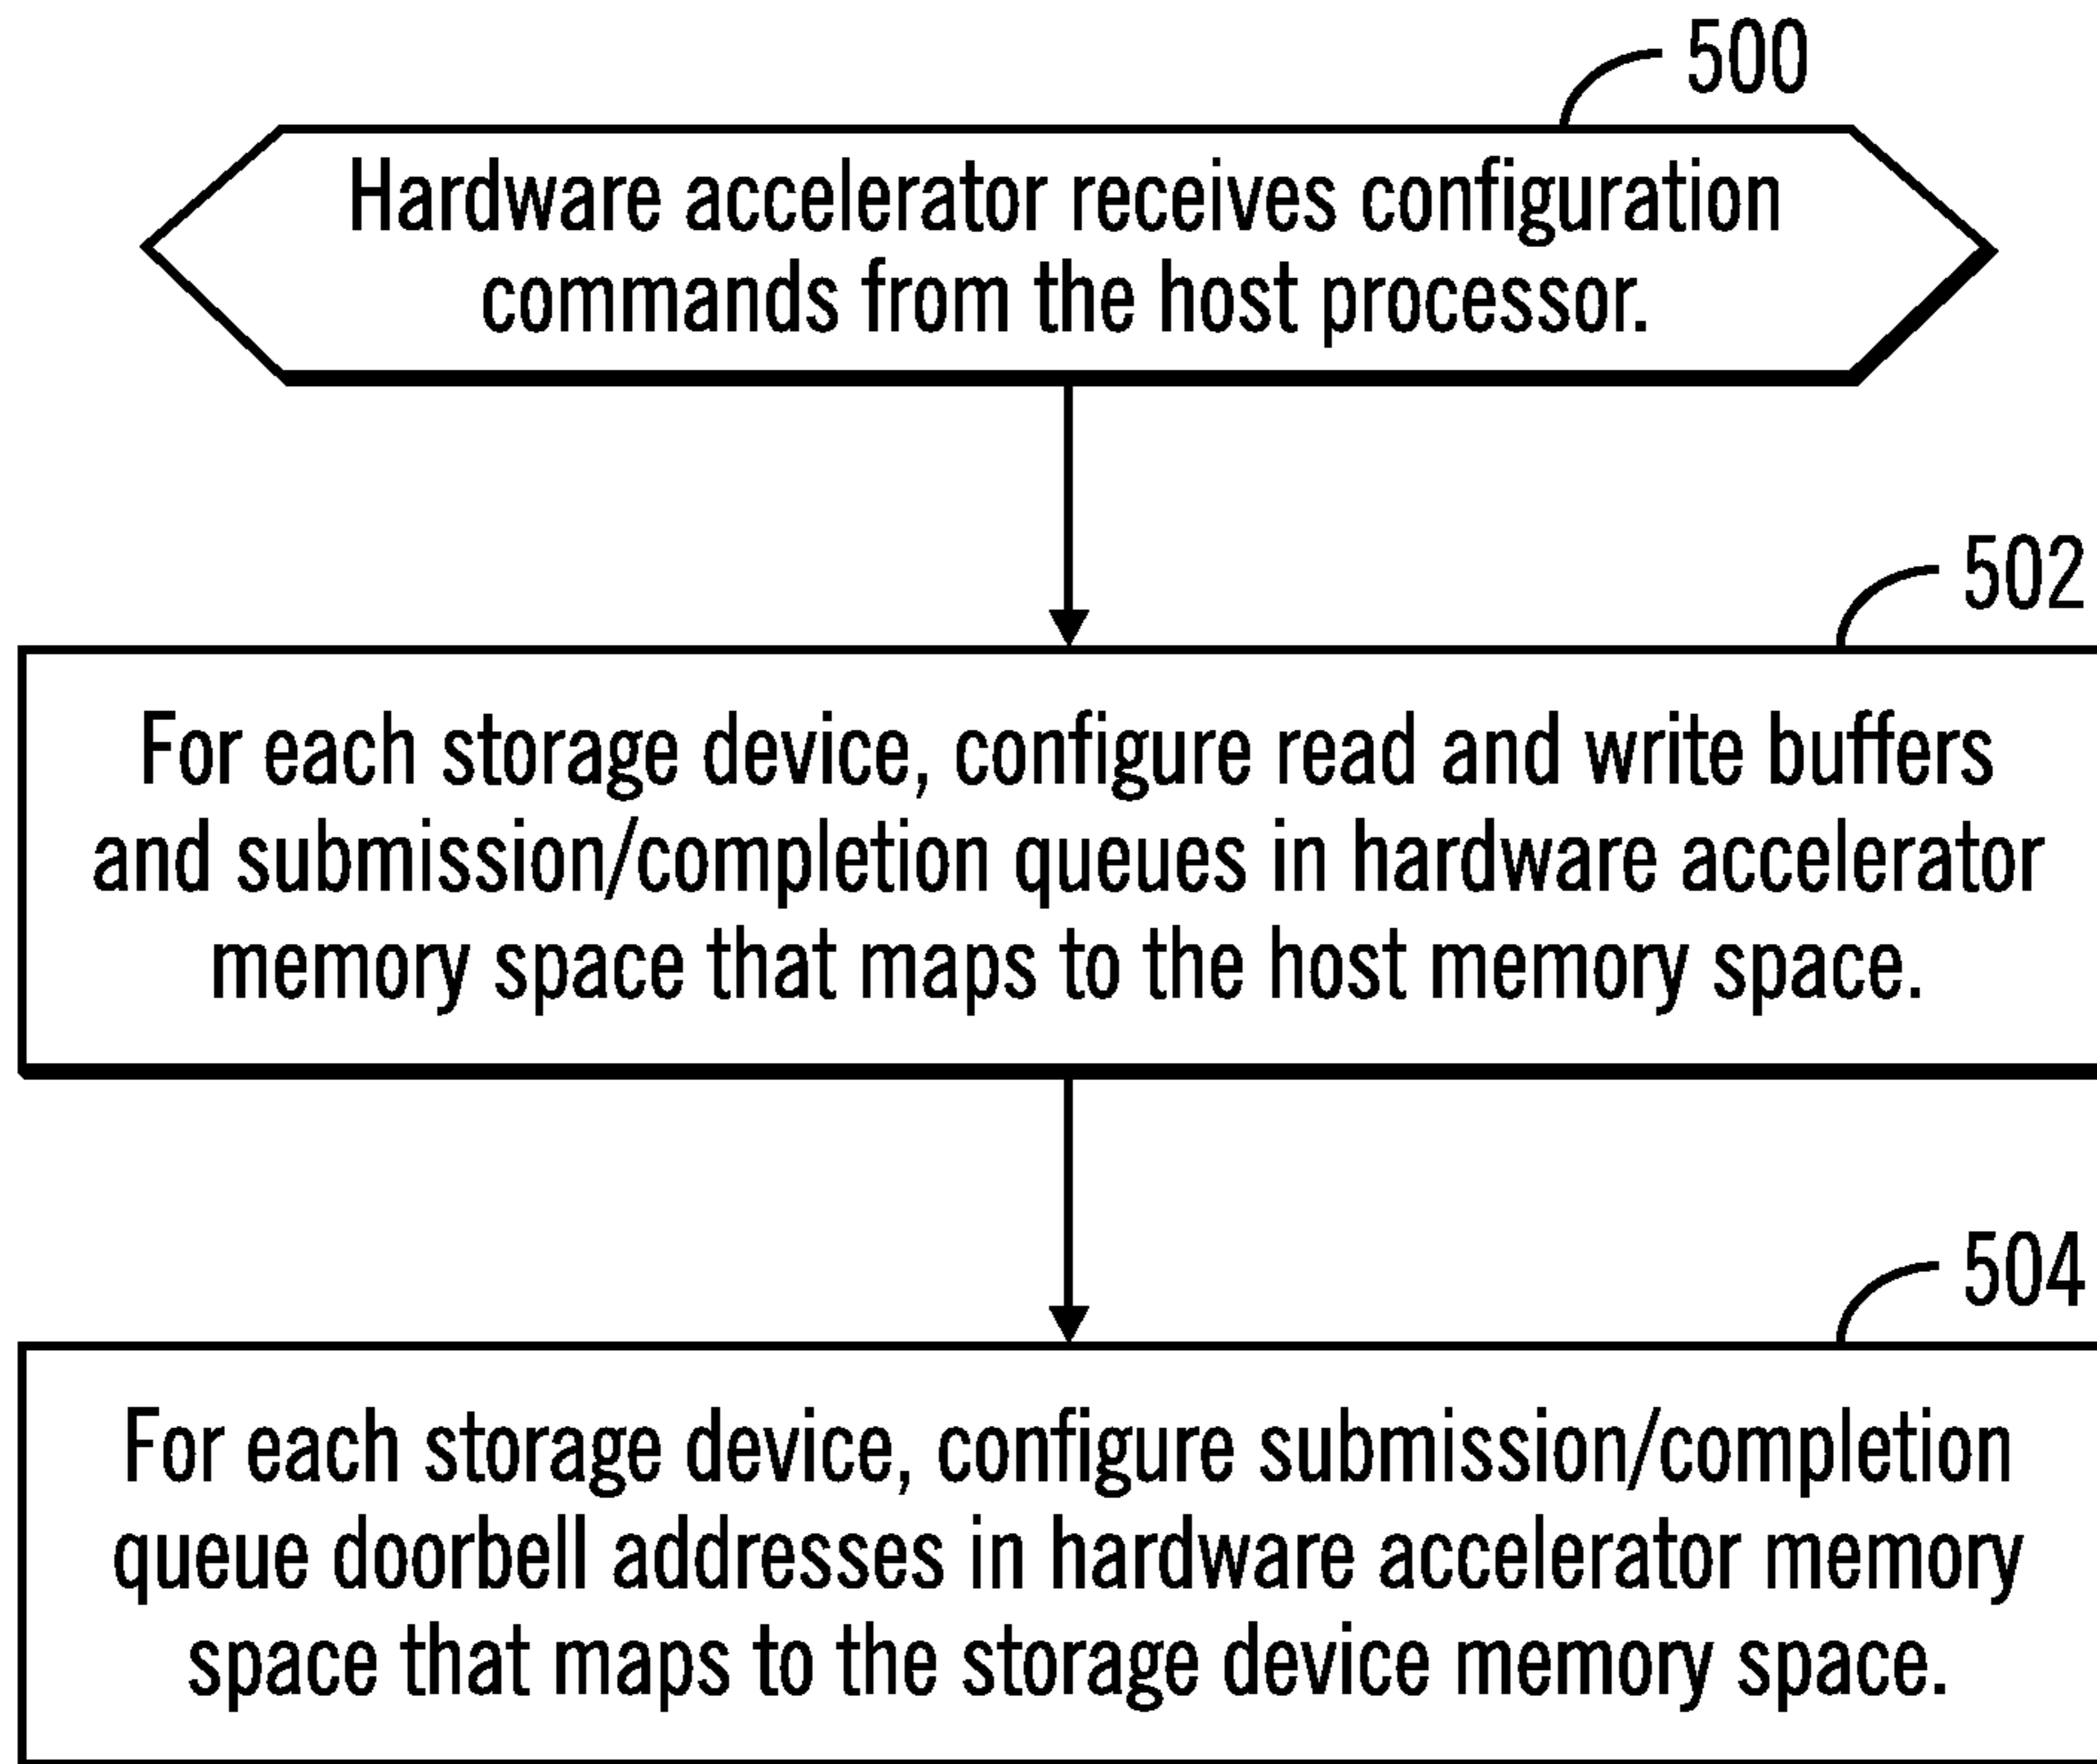 500
Hardware accelerator receives configuration
commands from the host processor.
502
For each storage device, configure read and write buffers
and submission/completion queues in hardware accelerator
memory space that maps to the host memory space.
504
For each storage device, configure submission/completion
queue doorbell addresses in hardware accelerator memory
space that maps to the storage device memory space.